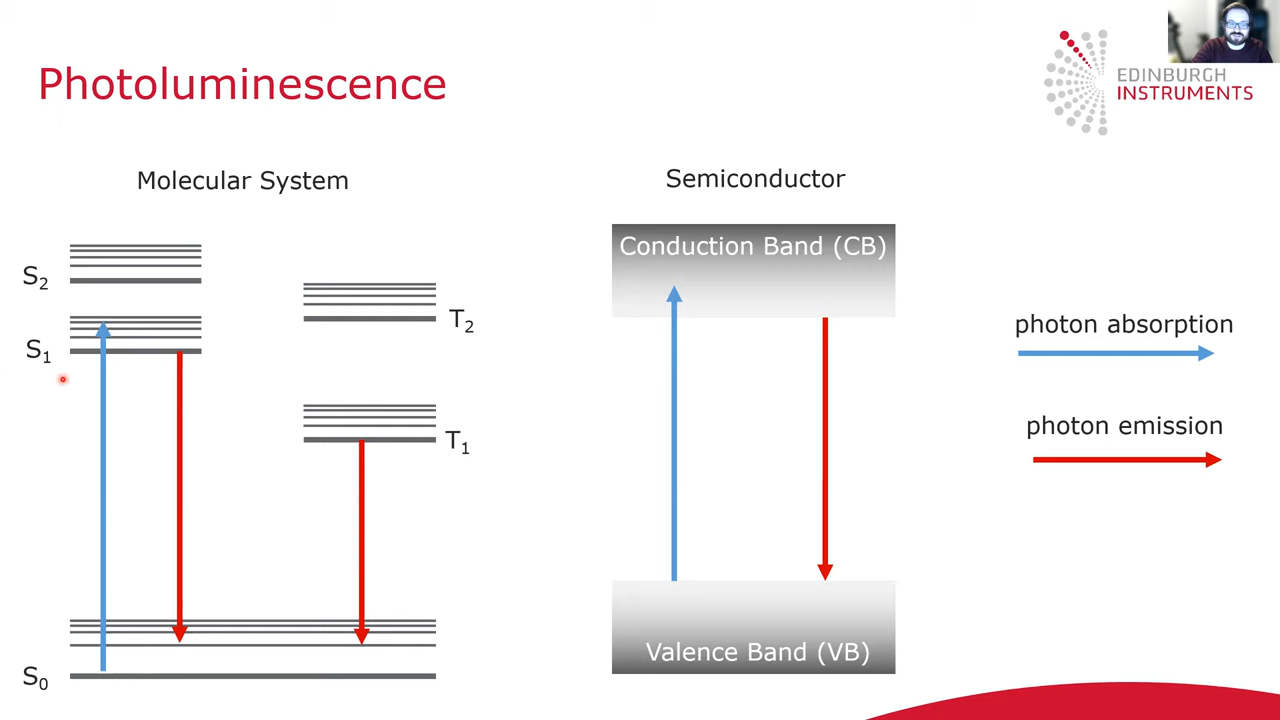 Photoluminescence
EDINBURGH
INSTRUMENTS
Molecular System
Semiconductor
S₂
S₁
T₂
T₁
S₀
Conduction Band (CB)
Valence Band (VB)
photon absorption
photon emission